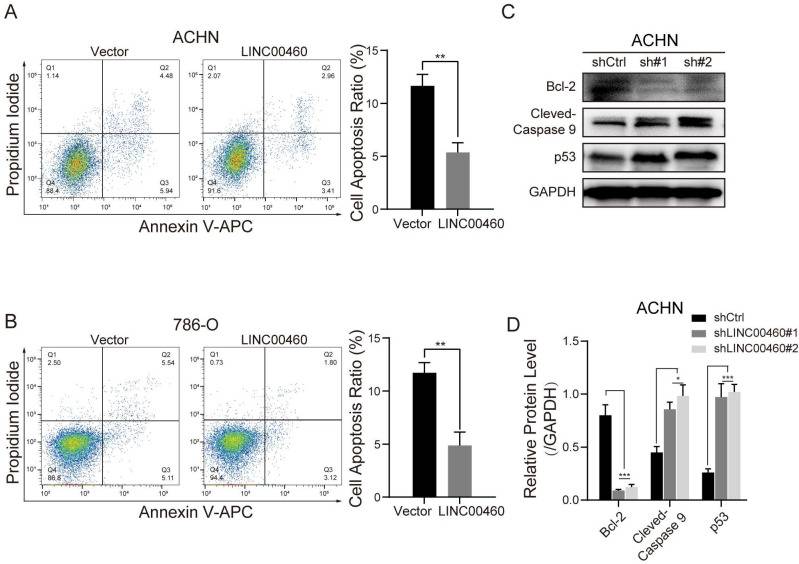 A
ACHN
Vector
LINC00460
Q1
1.14
Q2
4.48
Q4
88.4
Q3
5.94
Q1
2.07
Q2
2.96
Q4
91.6
Q3
3.41
Propidium Iodide
Annexin V-APC
Cell Apoptosis Ratio (%)
15
10
5
0
**
Vector LINC00460
B
786-O
Vector
LINC00460
Q1
2.50
Q2
5.54
Q4
86.8
Q3
5.11
Q1
0.73
Q2
1.80
Q4
94.4
Q3
3.12
Propidium Iodide
Annexin V-APC
Cell Apoptosis Ratio (%)
15
10
5
0
**
Vector LINC00460
C
ACHN
shCtrl sh#1 sh#2
Bcl-2
Cleved-
Caspase 9
p53
GAPDH
D
ACHN
shCtrl
shLINC00460#1
shLINC00460#2
Relative Protein Level
(/GAPDH)
1.5
1.0
0.5
0.0
***
*
***
Bcl-2
Cleved-
Caspase 9
p53